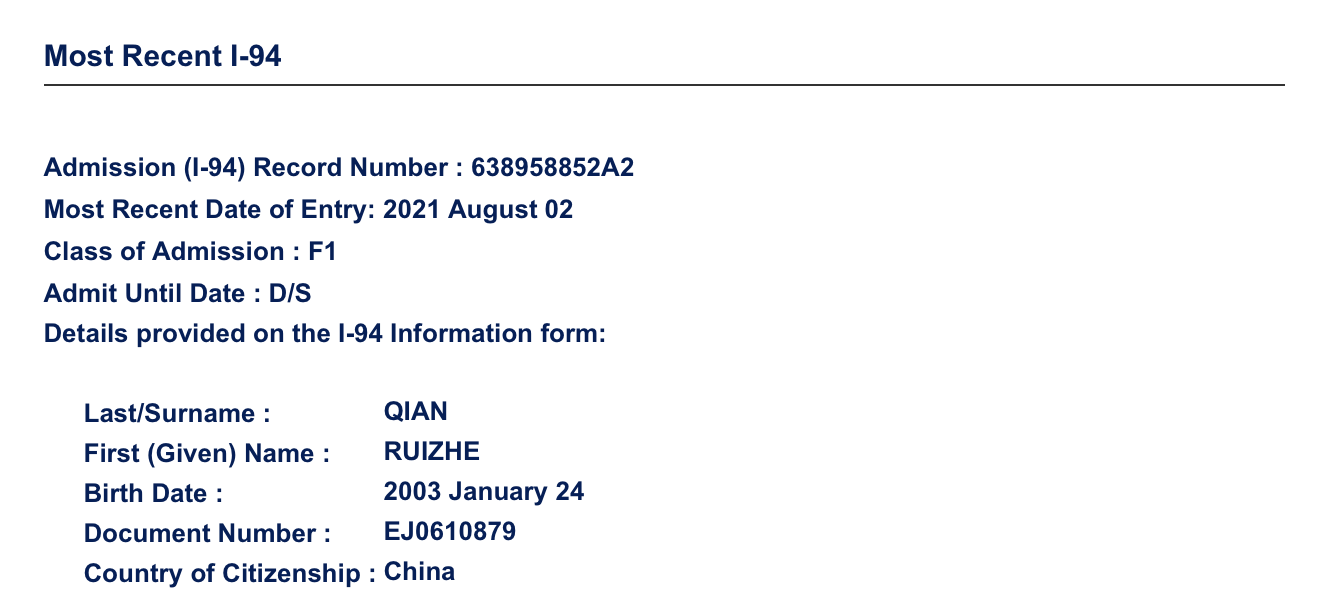 Most Recent I-94
Admission (I-94) Record Number : 638958852A2
Most Recent Date of Entry: 2021 August 02
Class of Admission : F1
Admit Until Date : D/S
Details provided on the I-94 Information form:
Last/Surname : QIAN
First (Given) Name : RUIZHE
Birth Date : 2003 January 24
Document Number : EJ0610879
Country of Citizenship : China